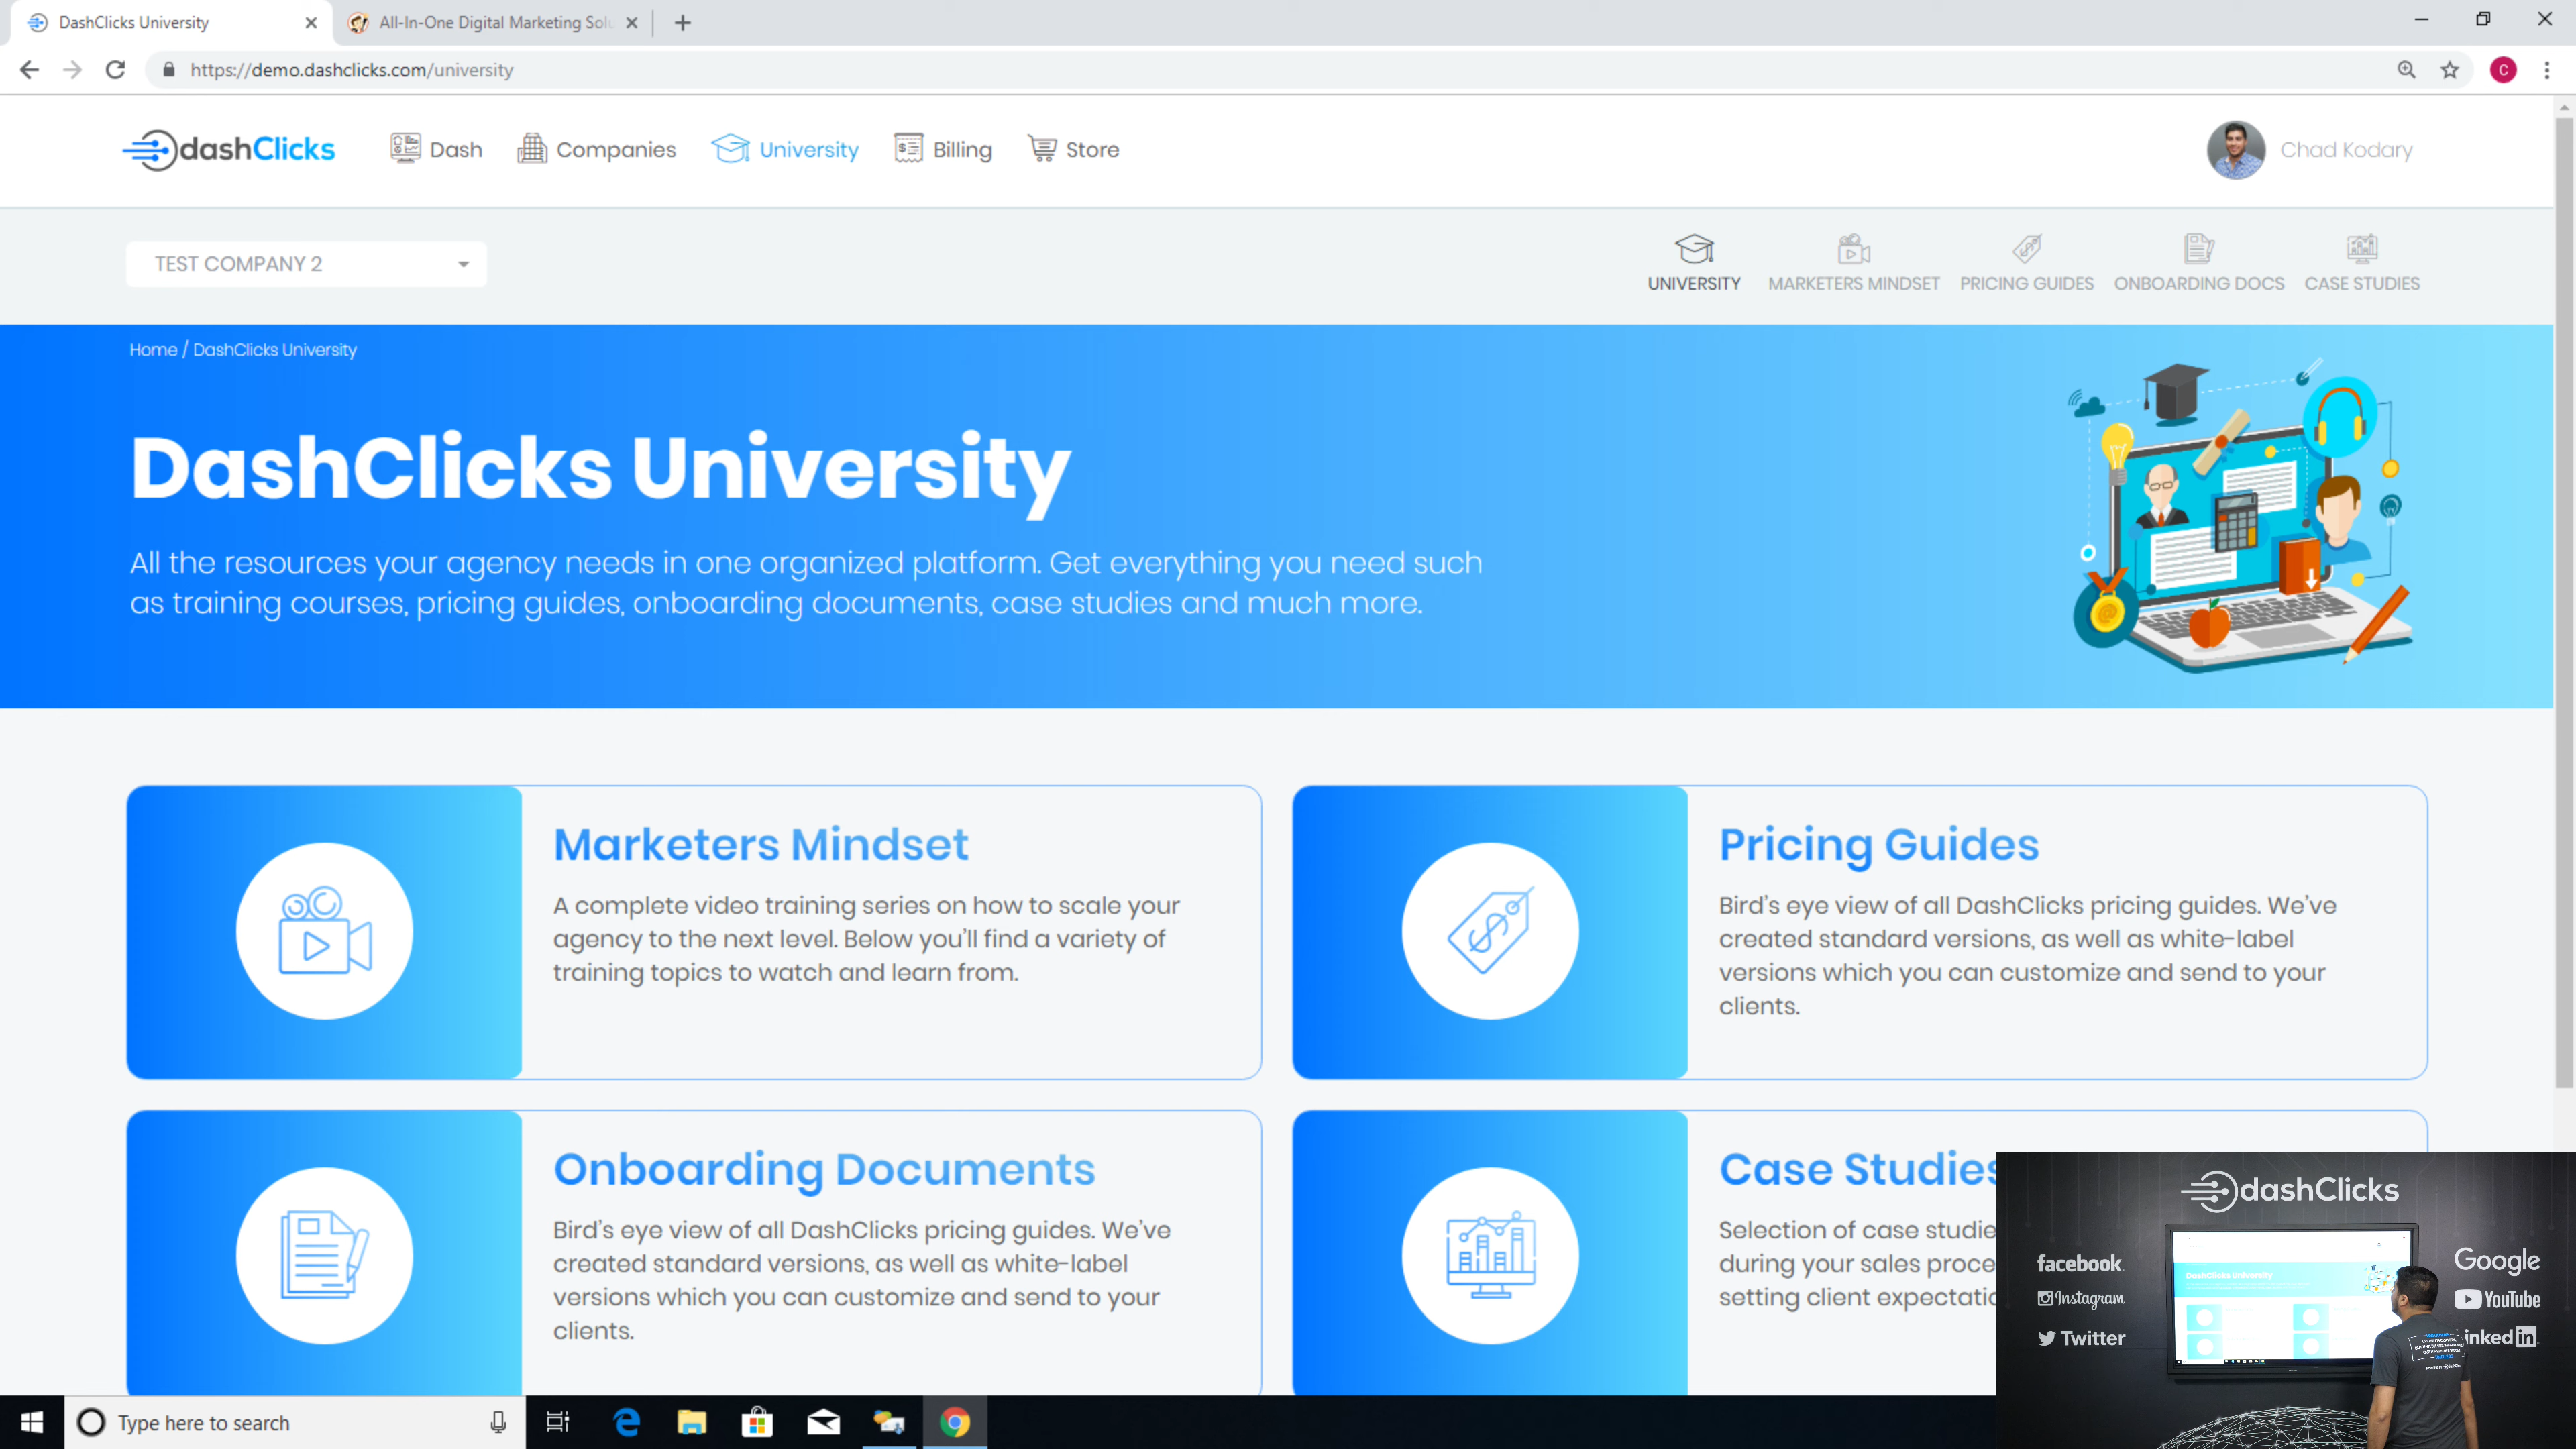 DashClicks University
All-In-One Digital Marketing Solu
https://demo.dashclicks.com/university
C
dashClicks
Dash
Companies
University
Billing
Store
Chad Kodary
TEST COMPANY 2
UNIVERSITY
MARKETERS MINDSET
PRICING GUIDES
ONBOARDING DOCS
CASE STUDIES
Home / DashClicks University
DashClicks University
All the resources your agency needs in one organized platform. Get everything you need such
as training courses, pricing guides, onboarding documents, case studies and much more.
Marketers Mindset
A complete video training series on how to scale your
agency to the next level. Below you'll find a variety of
training topics to watch and learn from.
Pricing Guides
Bird's eye view of all DashClicks pricing guides. We've
created standard versions, as well as white-label
versions which you can customize and send to your
clients.
Onboarding Documents
Bird's eye view of all DashClicks pricing guides. We've
created standard versions, as well as white-label
versions which you can customize and send to your
clients.
Case Studies
Selection of case studie
during your sales proce
setting client expectatio
dashClicks
facebook
Instagram
Twitter
DashClicks University
Google
YouTube
inked in
Type here to search